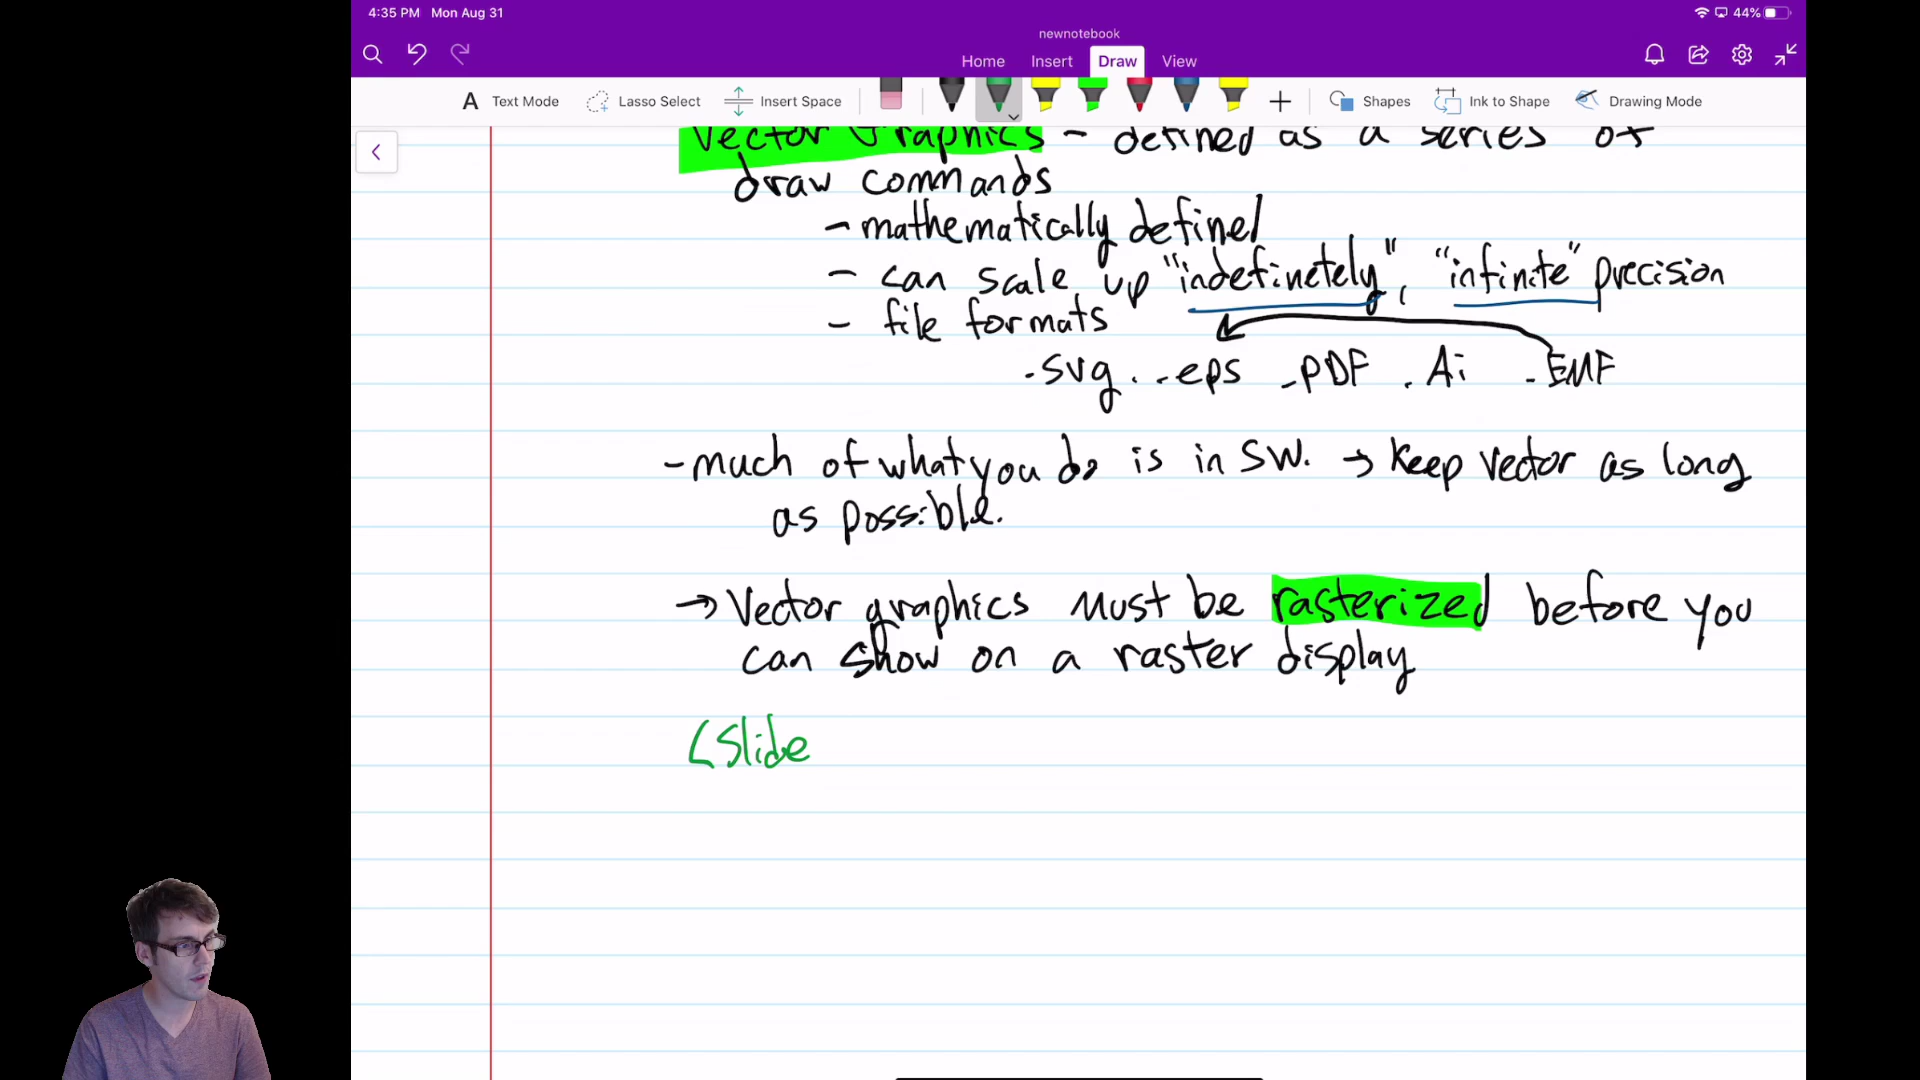 4:35 PM Mon Aug 31
44%
newnotebook
Home Insert Draw View
A Text Mode Lasso Select Insert Space Shapes Ink to Shape Drawing Mode
Vector Graphics - defined as a series of
draw commands
- mathematically defined
- can scale up "indefinetely", "infinite" precision
- file formats
.svg . .eps .PDF .Ai .EMF
- much of what you do is in SW. → keep vector as long
as possible.
→ Vector graphics must be rasterized before you
can show on a raster display
(Slide